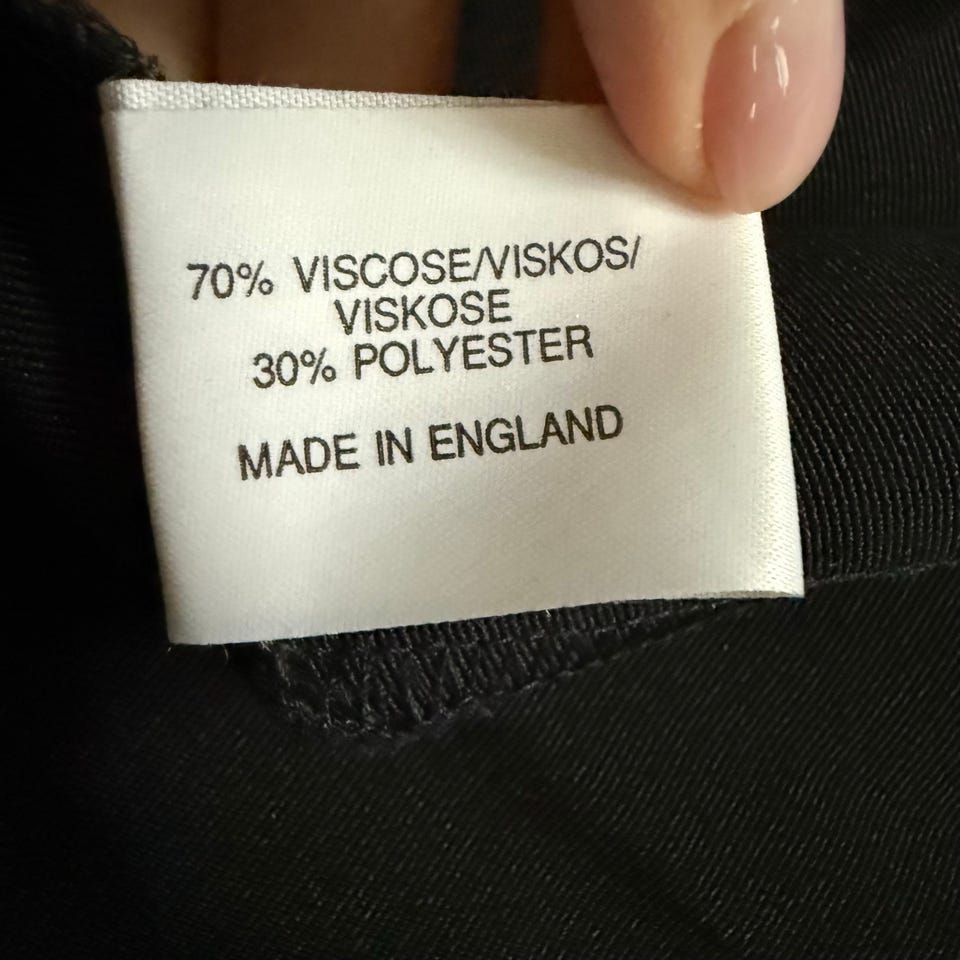 70% VISCOSE/VISKOS/
VISKOSE
30% POLYESTER
MADE IN ENGLAND